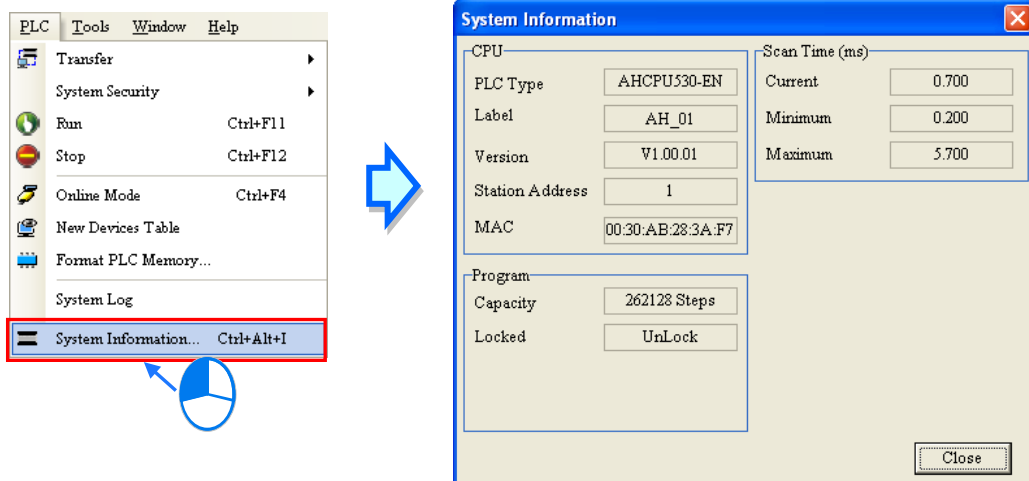 PLC Tools Window Help
Transfer
System Security
Run Ctrl+F11
Stop Ctrl+F12
Online Mode Ctrl+F4
New Devices Table
Format PLC Memory...
System Log
System Information... Ctrl+Alt+I
System Information
CPU
PLC Type AHCPU530-EN
Label AH_01
Version V1.00.01
Station Address 1
MAC 00:30:AB:28:3A:F7
Program
Capacity 262128 Steps
Locked UnLock
Scan Time (ms)
Current 0.700
Minimum 0.200
Maximum 5.700
Close